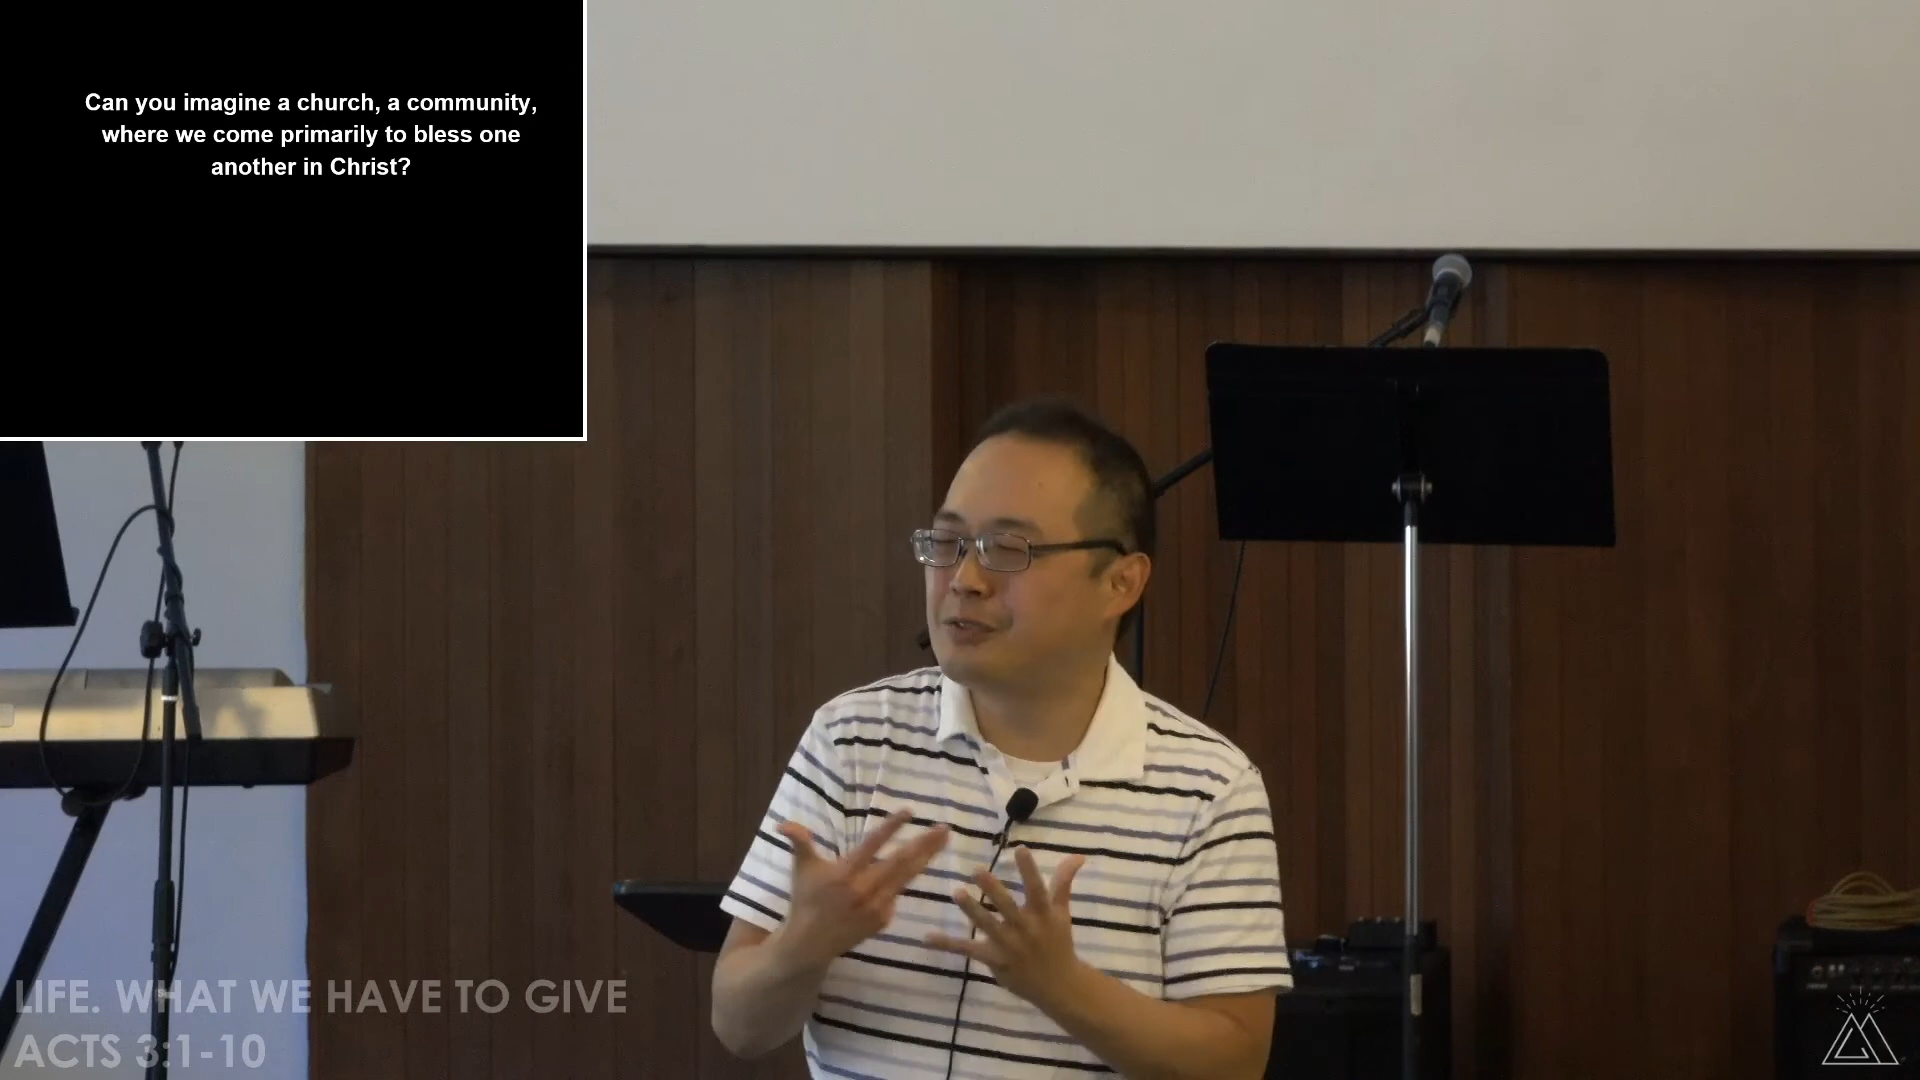 Can you imagine a church, a community,
where we come primarily to bless one
another in Christ?
LIFE. WHAT WE HAVE TO GIVE
ACTS 3:1-10